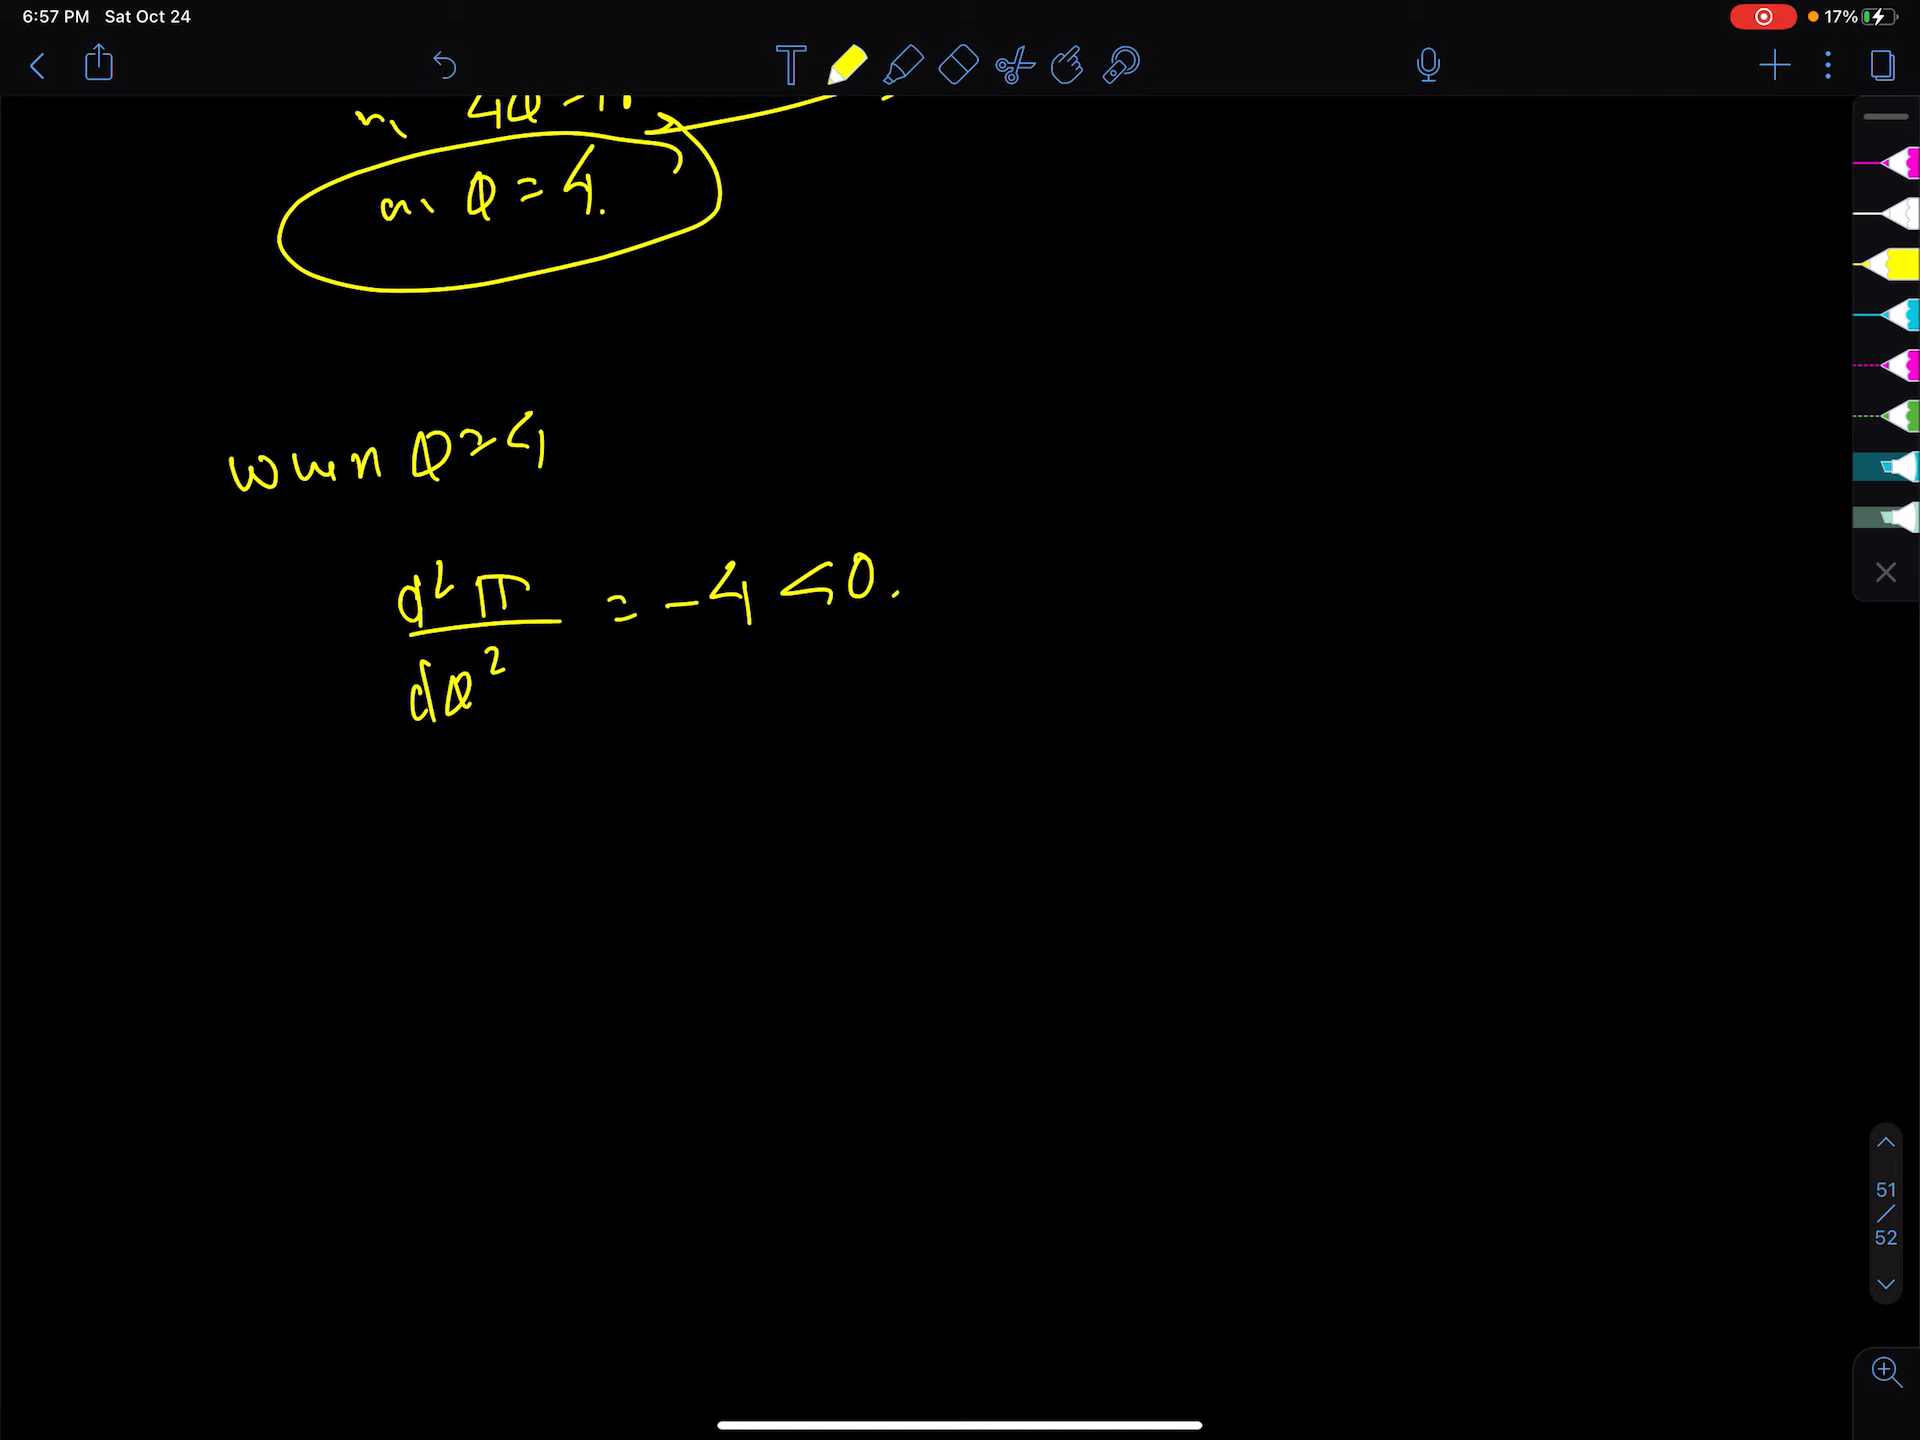 6:57 PM Sat Oct 24
17%
or, Q = 4.
when Q = 4
d²π
= -4 < 0.
dQ²
51
/
52